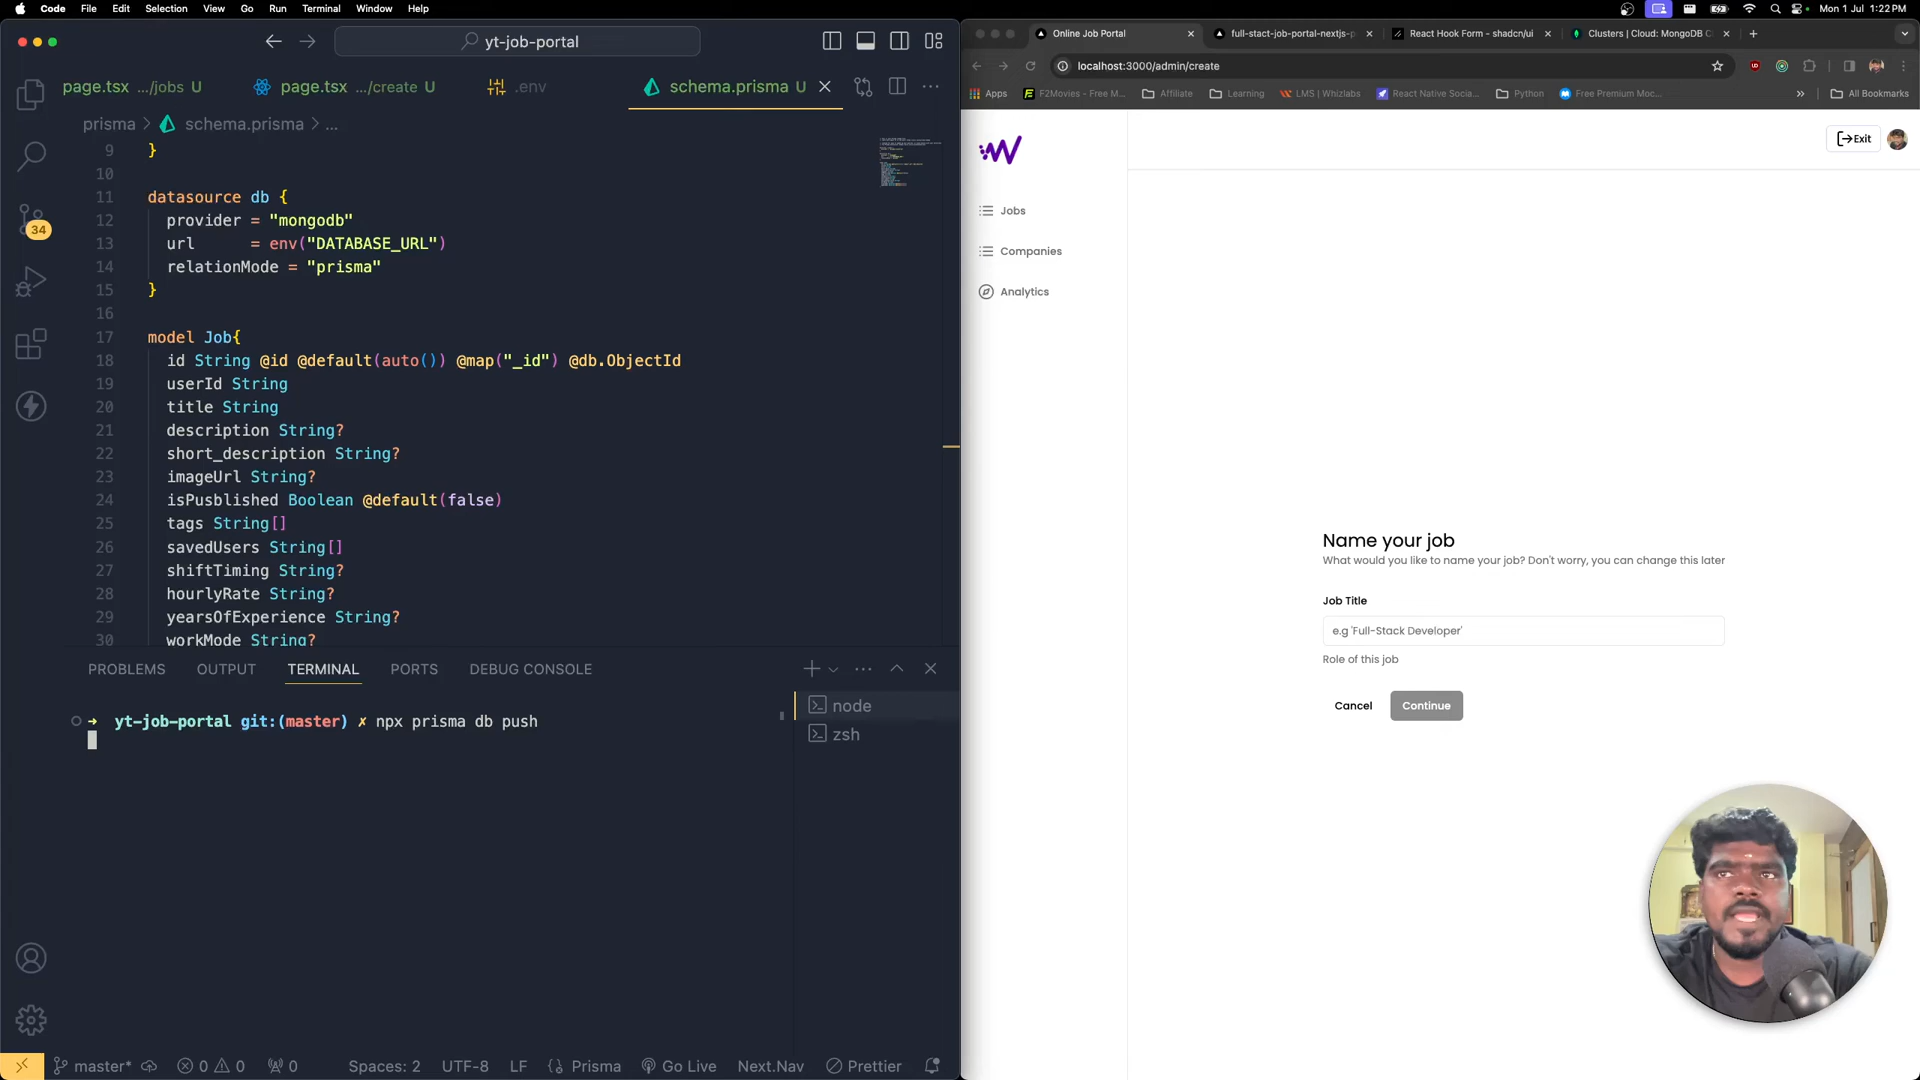 Code File Edit Selection View Go Run Terminal Window Help
Mon 1 Jul 1:22 PM
yt-job-portal
page.tsx .../jobs U
page.tsx .../create U
.env
schema.prisma U
prisma > schema.prisma > ...
9 }
10
11 datasource db {
12 provider = "mongodb"
13 url = env("DATABASE_URL")
14 relationMode = "prisma"
15 }
16
17 model Job{
18 id String @id @default(auto()) @map("_id") @db.ObjectId
19 userId String
20 title String
21 description String?
22 short_description String?
23 imageUrl String?
24 isPusblished Boolean @default(false)
25 tags String[]
26 savedUsers String[]
27 shiftTiming String?
28 hourlyRate String?
29 yearsOfExperience String?
30 workMode String?
34
PROBLEMS OUTPUT TERMINAL PORTS DEBUG CONSOLE
→ yt-job-portal git:(master) ✗ npx prisma db push
node
zsh
master* 0 0 0 Spaces: 2 UTF-8 LF {} Prisma Go Live Next.Nav Prettier
Online Job Portal
full-stact-job-portal-nextjs-p
React Hook Form - shadcn/ui
Clusters | Cloud: MongoDB C
localhost:3000/admin/create
Apps F2Movies - Free M... Affiliate Learning LMS | Whizlabs React Native Socia... Python Free Premium Moc... » All Bookmarks
Exit
Jobs
Companies
Analytics
Name your job
What would you like to name your job? Don't worry, you can change this later
Job Title
e.g 'Full-Stack Developer'
Role of this job
Cancel Continue